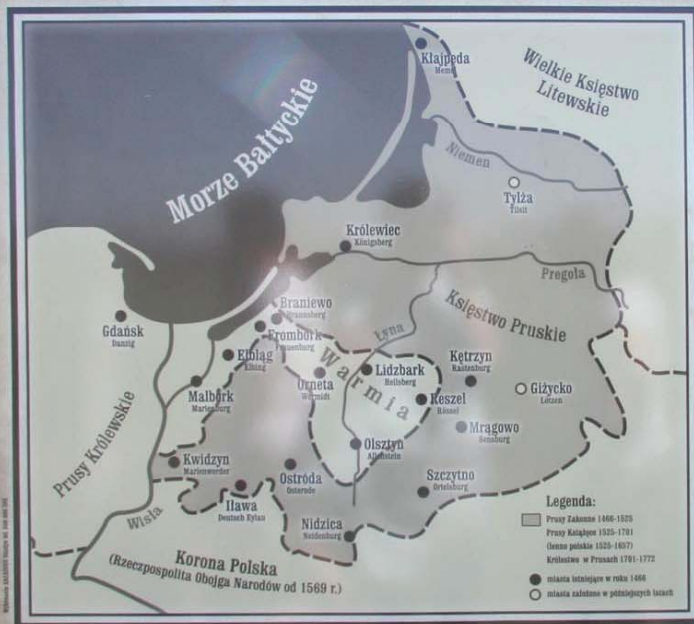 Kłajpeda
Memel
Wielkie Księstwo
Litewskie
Morze Bałtyckie
Niemen
Tylża
Tilsit
Królewiec
Königsberg
Pregoła
Braniewo
Braunsberg
Księstwo Pruskie
Gdańsk
Danzig
Frombork
Frauenburg
Łyna
Elbląg
Elbing
Warmia
Orneta
Wormditt
Lidzbark
Heilsberg
Kętrzyn
Rastenburg
Giżycko
Lötzen
Malbork
Marienburg
Reszel
Rössel
Mrągowo
Sensburg
Prusy Królewskie
Olsztyn
Allenstein
Kwidzyn
Marienwerder
Ostróda
Osterode
Szczytno
Ortelsburg
Iława
Deutsch Eylau
Wisła
Nidzica
Neidenburg
Korona Polska
(Rzeczpospolita Obojga Narodów od 1569 r.)
Legenda:
Prusy Zakonne 1466-1525
Prusy Książęce 1525-1701
(lenno polskie 1525-1657)
Królestwo w Prusach 1701-1772
miasta istniejące w roku 1466
miasta założone w późniejszych latach